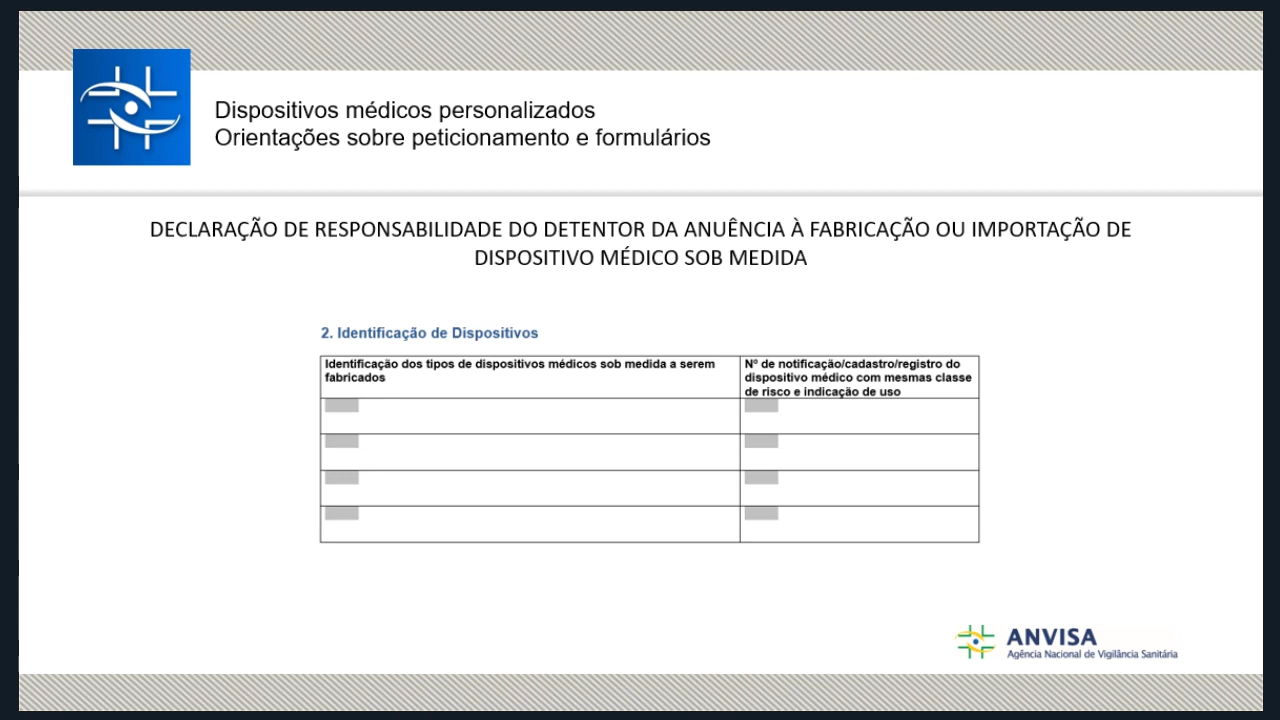 Dispositivos médicos personalizados
Orientações sobre peticionamento e formulários
DECLARAÇÃO DE RESPONSABILIDADE DO DETENTOR DA ANUÊNCIA À FABRICAÇÃO OU IMPORTAÇÃO DE
DISPOSITIVO MÉDICO SOB MEDIDA
2. Identificação de Dispositivos
Identificação dos tipos de dispositivos médicos sob medida a serem
fabricados
Nº de notificação/cadastro/registro do
dispositivo médico com mesmas classe
de risco e indicação de uso
ANVISA
Agência Nacional de Vigilância Sanitária